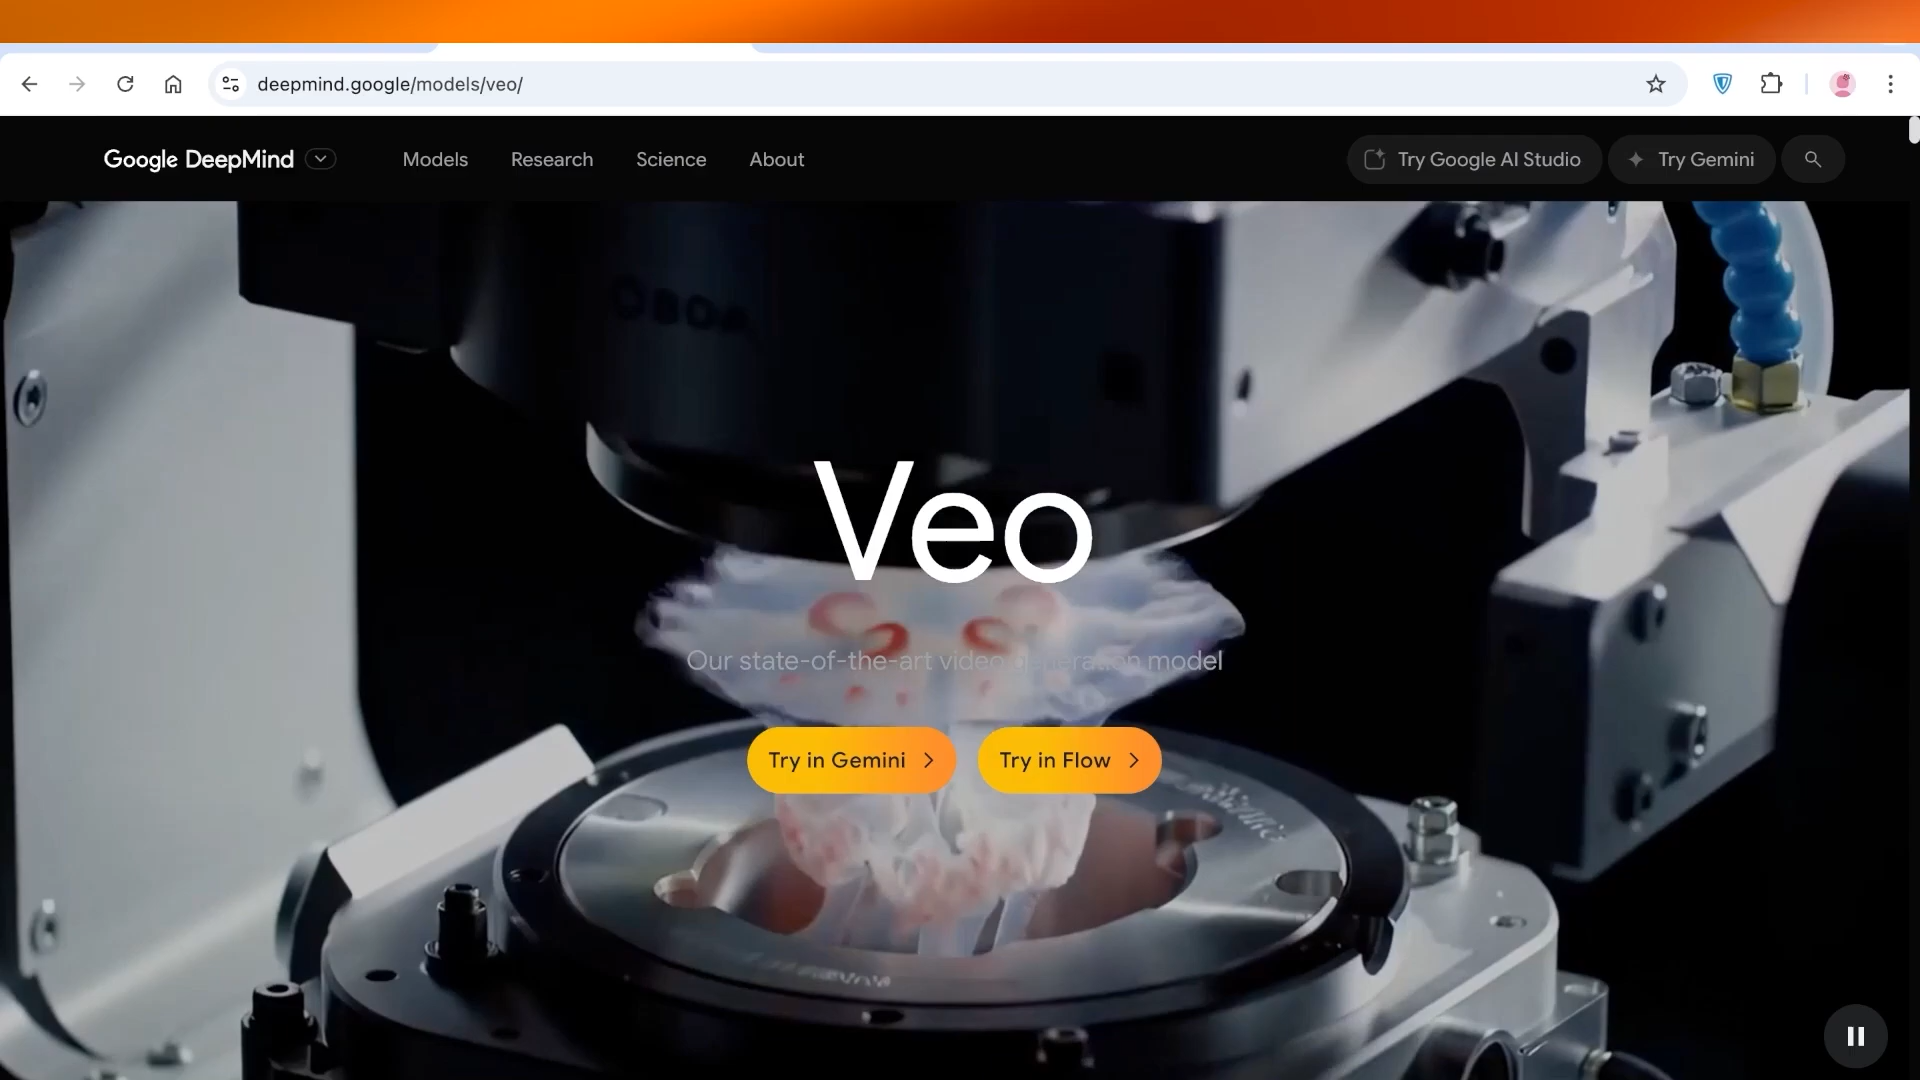 deepmind.google/models/veo/
Google DeepMind
Models
Research
Science
About
Try Google AI Studio
Try Gemini
Veo
Our state-of-the-art video generation model
Try in Gemini
Try in Flow